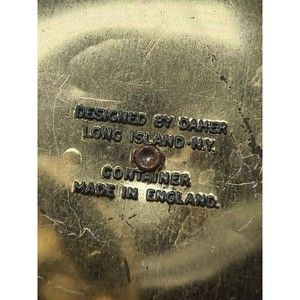 DESIGNED BY DAHER
LONG ISLAND N.Y.
CONTAINER
MADE IN ENGLAND.